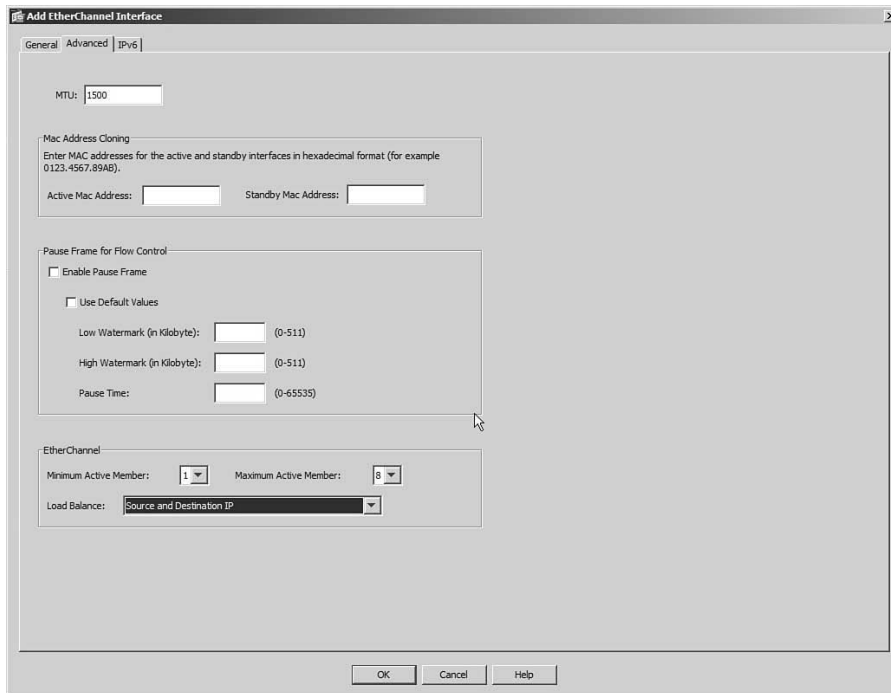 Add EtherChannel Interface
General Advanced IPv6
MTU: 1500
Mac Address Cloning
Enter MAC addresses for the active and standby interfaces in hexadecimal format (for example
0123.4567.89AB).
Active Mac Address: Standby Mac Address:
Pause Frame for Flow Control
Enable Pause Frame
Use Default Values
Low Watermark (in Kilobyte): (0-511)
High Watermark (in Kilobyte): (0-511)
Pause Time: (0-65535)
EtherChannel
Minimum Active Member: 1 Maximum Active Member: 8
Load Balance: Source and Destination IP
OK Cancel Help